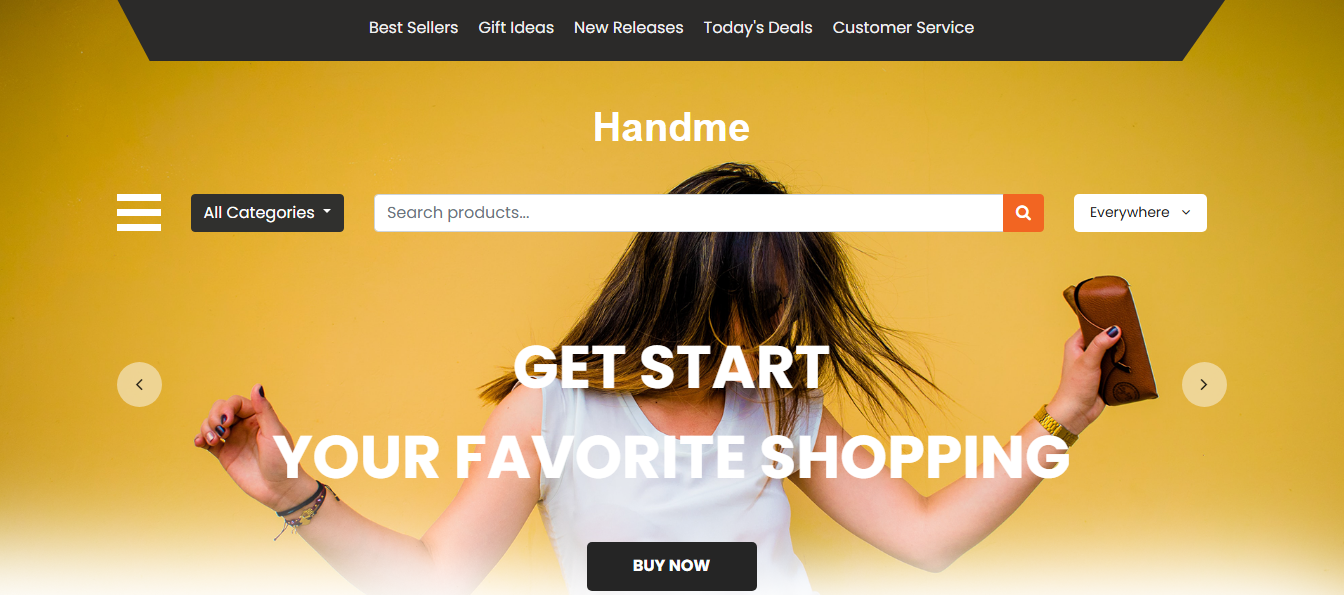 Best Sellers Gift Ideas New Releases Today's Deals Customer Service
Handme
All Categories Search products... Everywhere
GET START
YOUR FAVORITE SHOPPING
BUY NOW